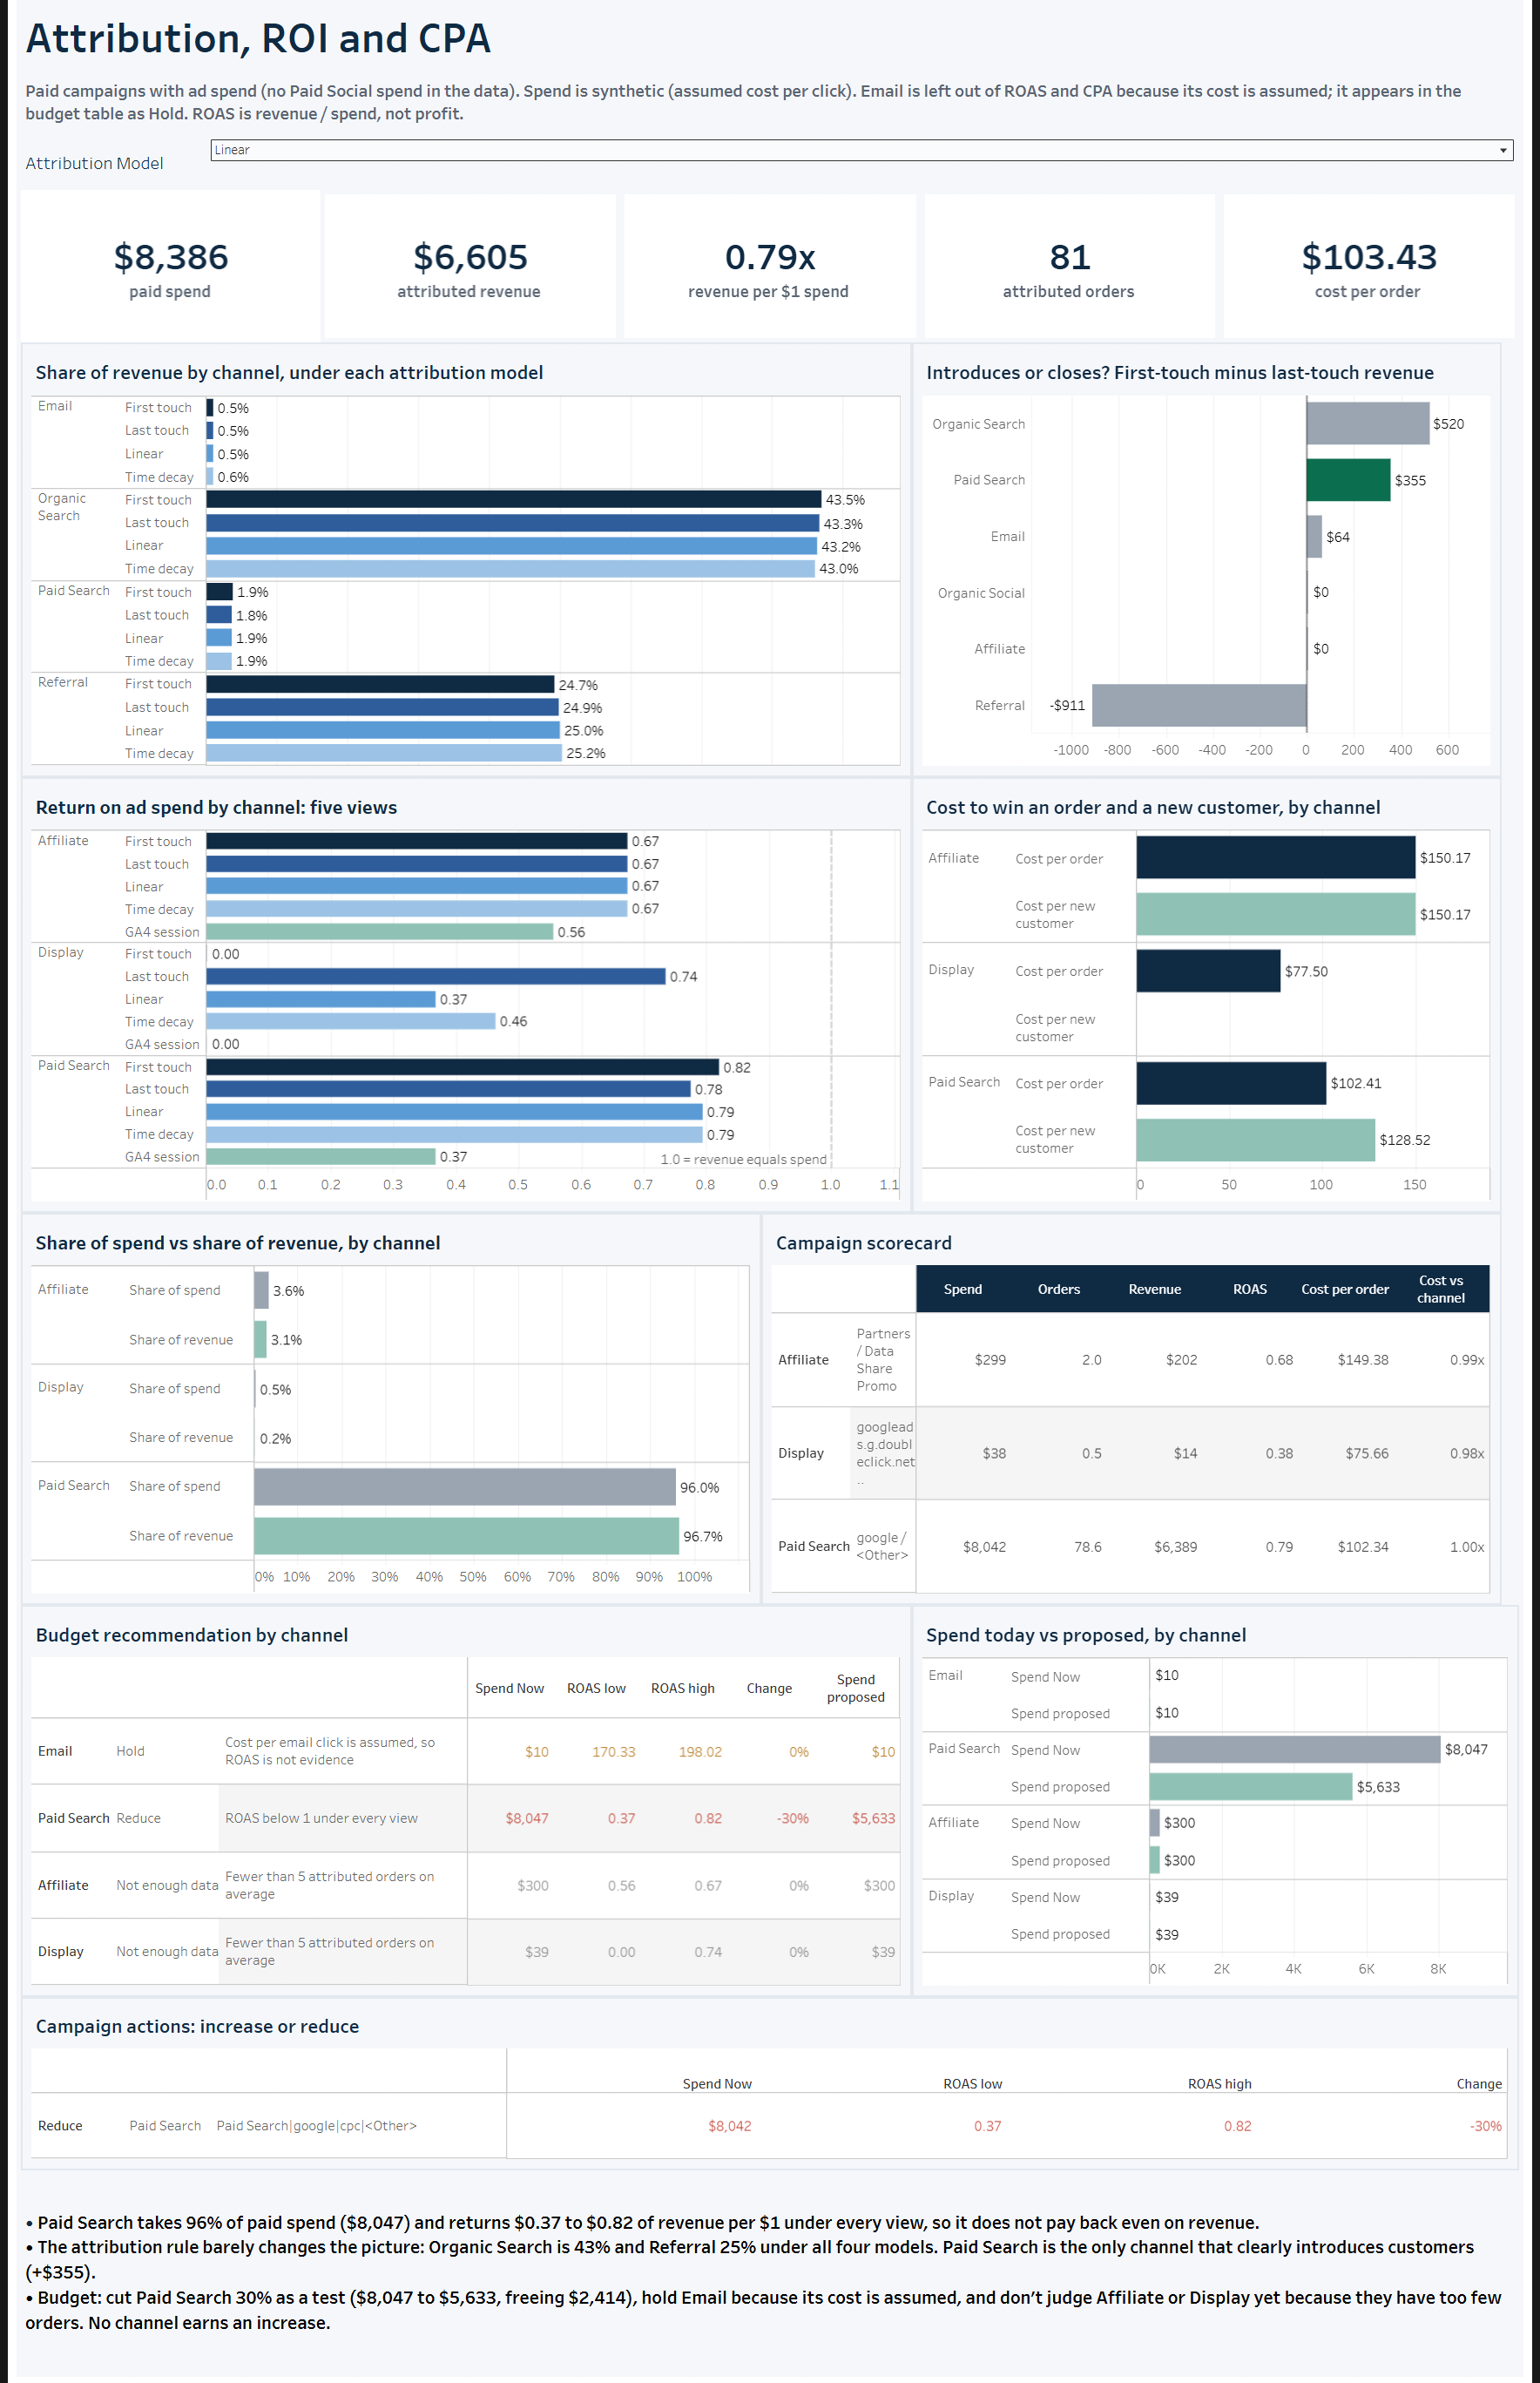 Attribution, ROI and CPA
Paid campaigns with ad spend (no Paid Social spend in the data). Spend is synthetic (assumed cost per click). Email is left out of ROAS and CPA because its cost is assumed; it appears in the
budget table as Hold. ROAS is revenue / spend, not profit.
Attribution Model
Linear
$8,386
paid spend
$6,605
attributed revenue
0.79x
revenue per $1 spend
81
attributed orders
$103.43
cost per order
Share of revenue by channel, under each attribution model
Email
First touch 0.5%
Last touch 0.5%
Linear 0.5%
Time decay 0.6%
Organic
Search
First touch 43.5%
Last touch 43.3%
Linear 43.2%
Time decay 43.0%
Paid Search
First touch 1.9%
Last touch 1.8%
Linear 1.9%
Time decay 1.9%
Referral
First touch 24.7%
Last touch 24.9%
Linear 25.0%
Time decay 25.2%
Introduces or closes? First-touch minus last-touch revenue
Organic Search $520
Paid Search $355
Email $64
Organic Social $0
Affiliate $0
Referral -$911
-1000 -800 -600 -400 -200 0 200 400 600
Return on ad spend by channel: five views
Affiliate
First touch 0.67
Last touch 0.67
Linear 0.67
Time decay 0.67
GA4 session 0.56
Display
First touch 0.00
Last touch 0.74
Linear 0.37
Time decay 0.46
GA4 session 0.00
Paid Search
First touch 0.82
Last touch 0.78
Linear 0.79
Time decay 0.79
GA4 session 0.37
1.0 = revenue equals spend
0.0 0.1 0.2 0.3 0.4 0.5 0.6 0.7 0.8 0.9 1.0 1.1
Cost to win an order and a new customer, by channel
Affiliate Cost per order $150.17
Cost per new
customer
$150.17
Display Cost per order $77.50
Cost per new
customer
Paid Search Cost per order $102.41
Cost per new
customer
$128.52
0 50 100 150
Share of spend vs share of revenue, by channel
Affiliate Share of spend 3.6%
Share of revenue 3.1%
Display Share of spend 0.5%
Share of revenue 0.2%
Paid Search Share of spend 96.0%
Share of revenue 96.7%
0% 10% 20% 30% 40% 50% 60% 70% 80% 90% 100%
Campaign scorecard
Spend Orders Revenue ROAS Cost per order Cost vs
channel
Affiliate
Partners
/ Data
Share
Promo
$299 2.0 $202 0.68 $149.38 0.99x
Display
googlead
s.g.doubl
eclick.net
..
$38 0.5 $14 0.38 $75.66 0.98x
Paid Search
google /
<Other>
$8,042 78.6 $6,389 0.79 $102.34 1.00x
Budget recommendation by channel
Spend Now ROAS low ROAS high Change Spend
proposed
Email Hold
Cost per email click is assumed, so
ROAS is not evidence
$10 170.33 198.02 0% $10
Paid Search Reduce ROAS below 1 under every view $8,047 0.37 0.82 -30% $5,633
Affiliate Not enough data
Fewer than 5 attributed orders on
average
$300 0.56 0.67 0% $300
Display Not enough data
Fewer than 5 attributed orders on
average
$39 0.00 0.74 0% $39
Spend today vs proposed, by channel
Email Spend Now $10
Spend proposed $10
Paid Search Spend Now $8,047
Spend proposed $5,633
Affiliate Spend Now $300
Spend proposed $300
Display Spend Now $39
Spend proposed $39
0K 2K 4K 6K 8K
Campaign actions: increase or reduce
Spend Now ROAS low ROAS high Change
Reduce Paid Search Paid Search|google|cpc|<Other> $8,042 0.37 0.82 -30%
• Paid Search takes 96% of paid spend ($8,047) and returns $0.37 to $0.82 of revenue per $1 under every view, so it does not pay back even on revenue.
• The attribution rule barely changes the picture: Organic Search is 43% and Referral 25% under all four models. Paid Search is the only channel that clearly introduces customers
(+$355).
• Budget: cut Paid Search 30% as a test ($8,047 to $5,633, freeing $2,414), hold Email because its cost is assumed, and don't judge Affiliate or Display yet because they have too few
orders. No channel earns an increase.